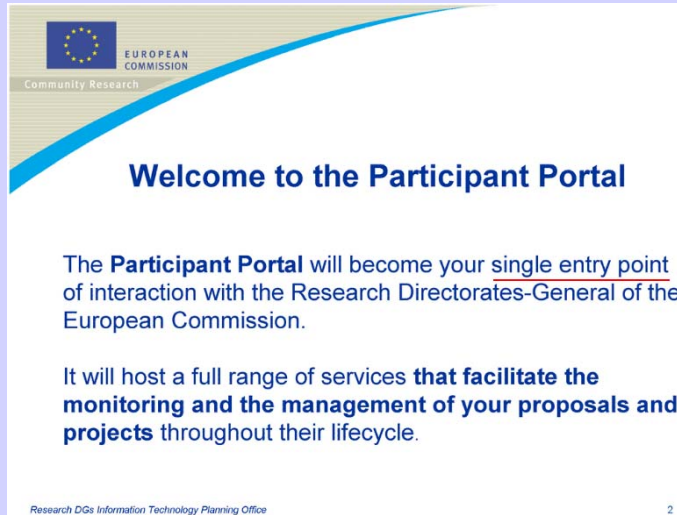 EUROPEAN
COMMISSION
Community Research
Welcome to the Participant Portal
The Participant Portal will become your single entry point
of interaction with the Research Directorates-General of the
European Commission.
It will host a full range of services that facilitate the
monitoring and the management of your proposals and
projects throughout their lifecycle.
Research DGs Information Technology Planning Office
2